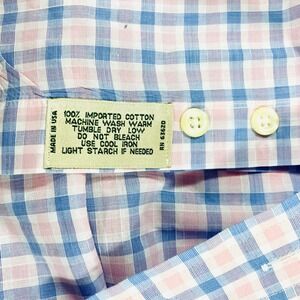 MADE IN USA
100% IMPORTED COTTON
MACHINE WASH WARM
TUMBLE DRY LOW
DO NOT BLEACH
USE COOL IRON
LIGHT STARCH IF NEEDED
RN 63620